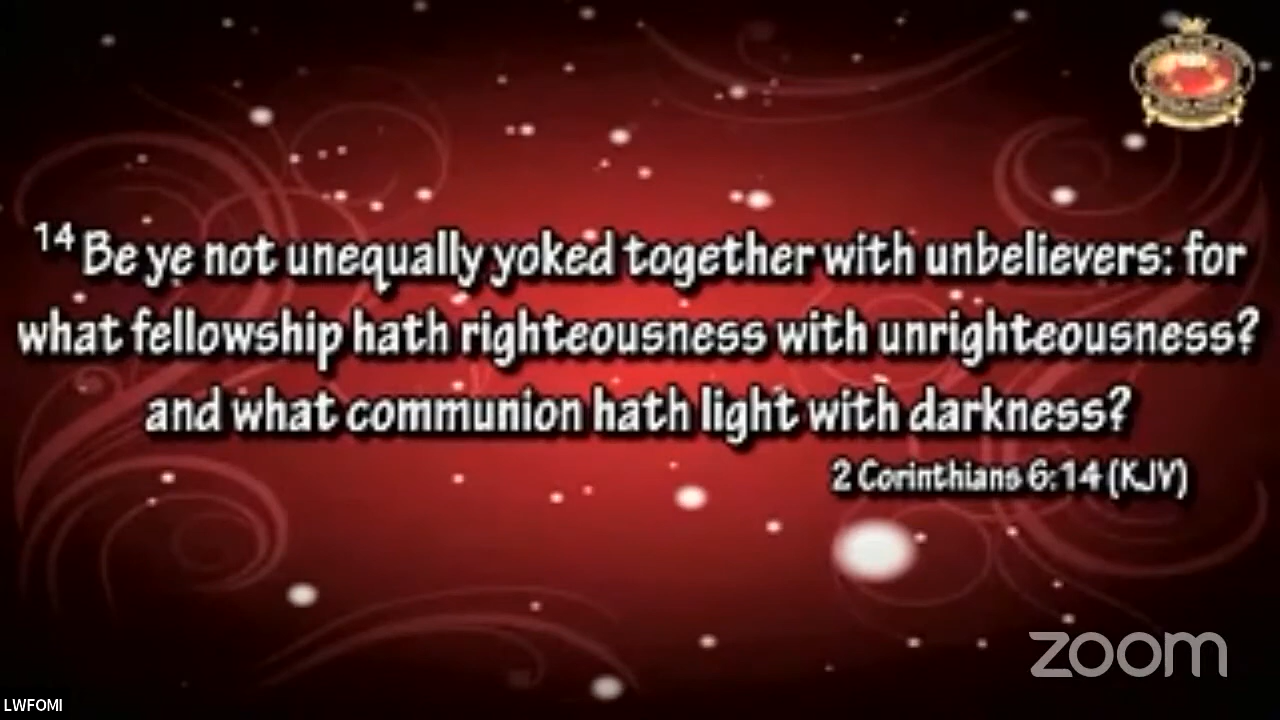 14 Be ye not unequally yoked together with unbelievers: for
what fellowship hath righteousness with unrighteousness?
and what communion hath light with darkness?
2 Corinthians 6:14 (KJV)
zoom
LWFOMI